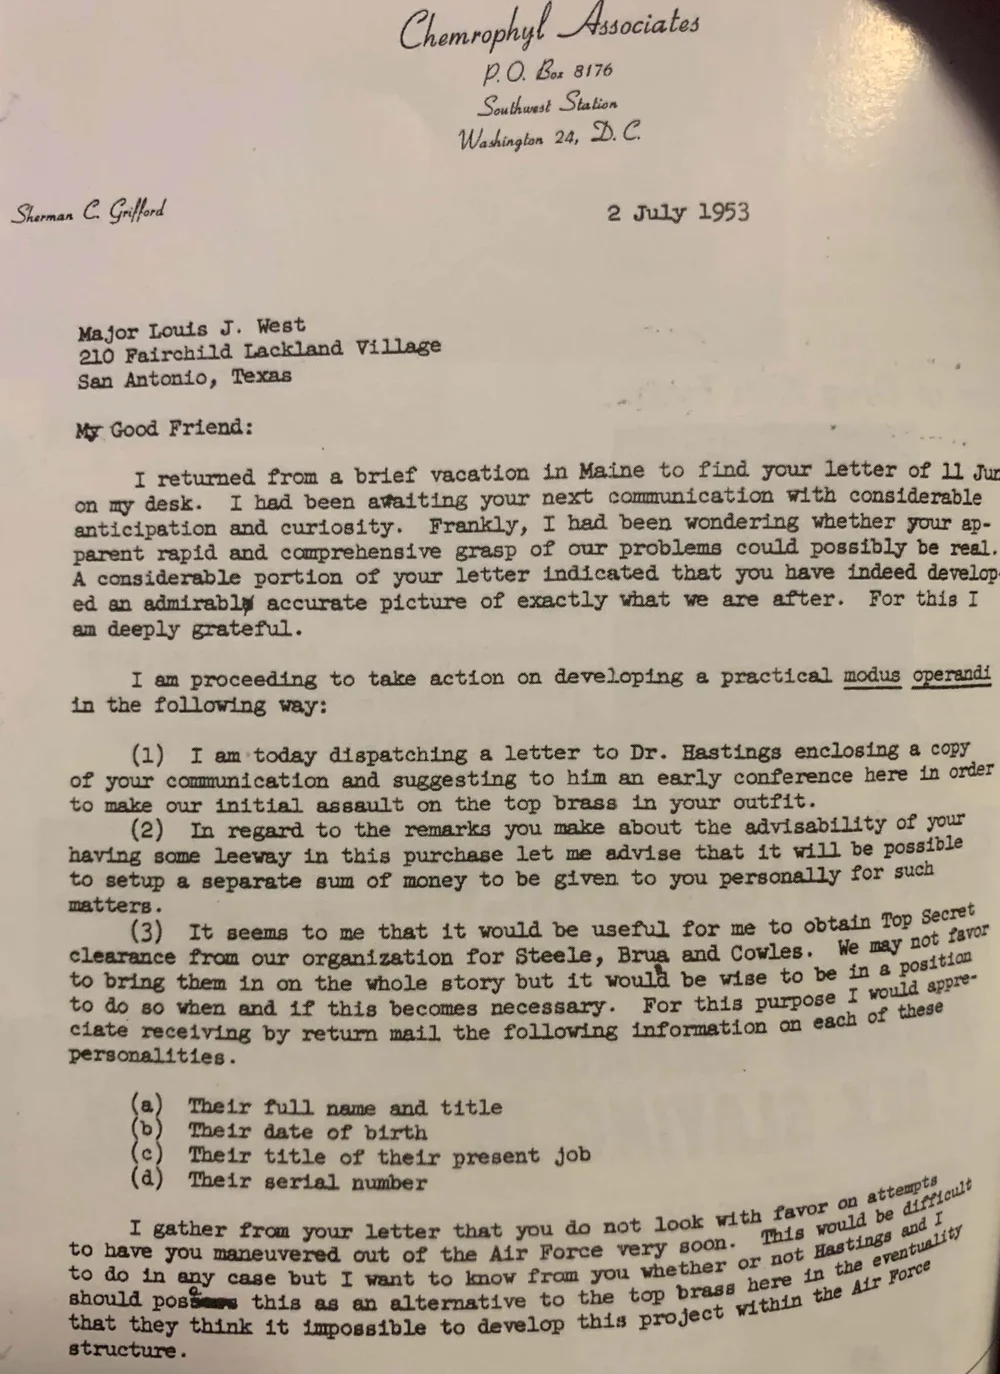 Chemrophyl Associates
P.O. Box 8176
Southwest Station
Washington 24, D.C.
Sherman C. Grifford
2 July 1953
Major Louis J. West
210 Fairchild Lackland Village
San Antonio, Texas
My Good Friend:
I returned from a brief vacation in Maine to find your letter of 11 Jun
on my desk. I had been awaiting your next communication with considerable
anticipation and curiosity. Frankly, I had been wondering whether your ap-
parent rapid and comprehensive grasp of our problems could possibly be real.
A considerable portion of your letter indicated that you have indeed develop-
ed an admirably accurate picture of exactly what we are after. For this I
am deeply grateful.
I am proceeding to take action on developing a practical modus operandi
in the following way:
(1) I am today dispatching a letter to Dr. Hastings enclosing a copy
of your communication and suggesting to him an early conference here in order
to make our initial assault on the top brass in your outfit.
(2) In regard to the remarks you make about the advisability of your
having some leeway in this purchase let me advise that it will be possible
to setup a separate sum of money to be given to you personally for such
matters.
(3) It seems to me that it would be useful for me to obtain Top Secret
clearance from our organization for Steele, Brua and Cowles. We may not favor
to bring them in on the whole story but it would be wise to be in a position
to do so when and if this becomes necessary. For this purpose I would appre-
ciate receiving by return mail the following information on each of these
personalities.
(a) Their full name and title
(b) Their date of birth
(c) Their title of their present job
(d) Their serial number
I gather from your letter that you do not look with favor on attempts
to have you maneuvered out of the Air Force very soon. This would be difficult
to do in any case but I want to know from you whether or not Hastings and I
should pose this as an alternative to the top brass here in the eventuality
that they think it impossible to develop this project within the Air Force
structure.